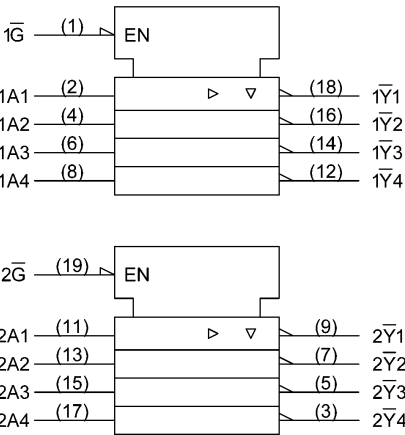 1G̅ (1) EN
1A1 (2) ▷ ▽ (18) 1Y̅1
1A2 (4) (16) 1Y̅2
1A3 (6) (14) 1Y̅3
1A4 (8) (12) 1Y̅4
2G̅ (19) EN
2A1 (11) ▷ ▽ (9) 2Y̅1
2A2 (13) (7) 2Y̅2
2A3 (15) (5) 2Y̅3
2A4 (17) (3) 2Y̅4